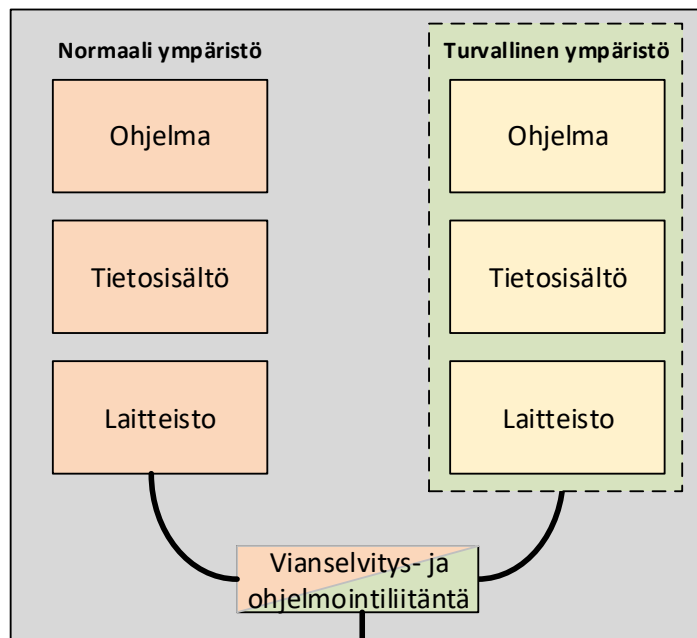 Normaali ympäristö
Ohjelma
Tietosisältö
Laitteisto
Turvallinen ympäristö
Ohjelma
Tietosisältö
Laitteisto
Vianselvitys- ja
ohjelmointiliitäntä